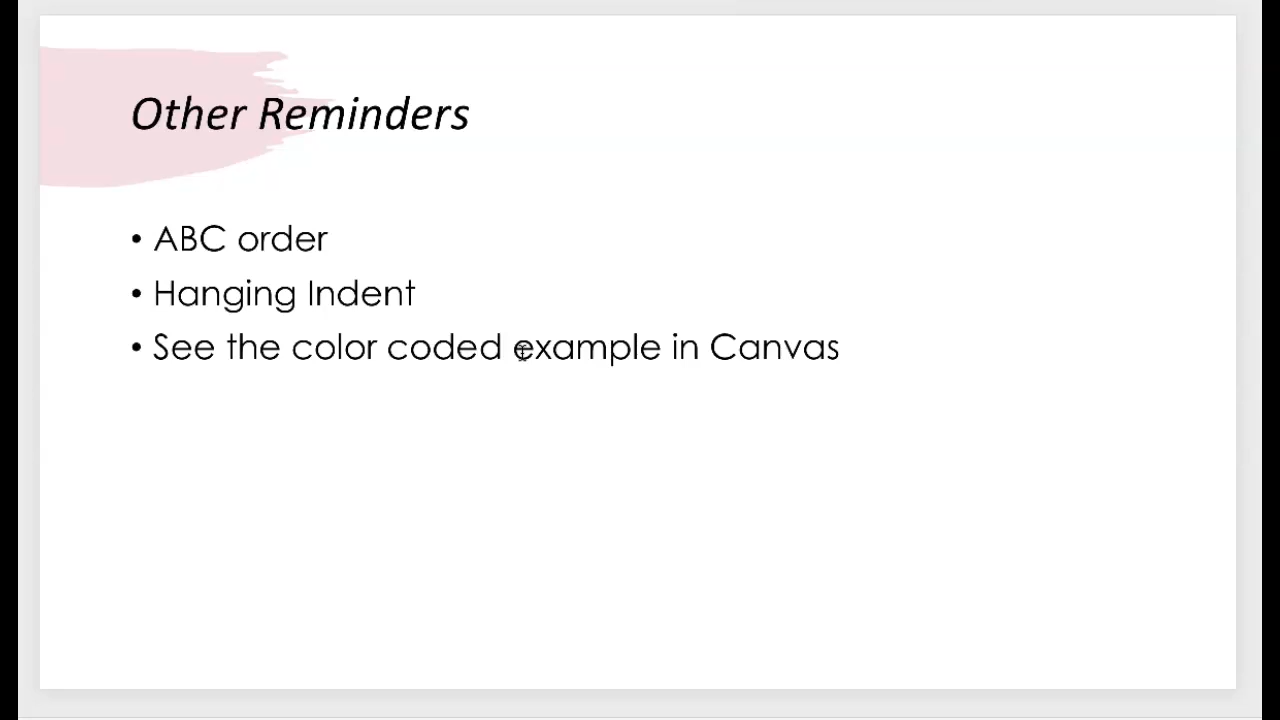 Other Reminders
• ABC order
• Hanging Indent
• See the color coded example in Canvas